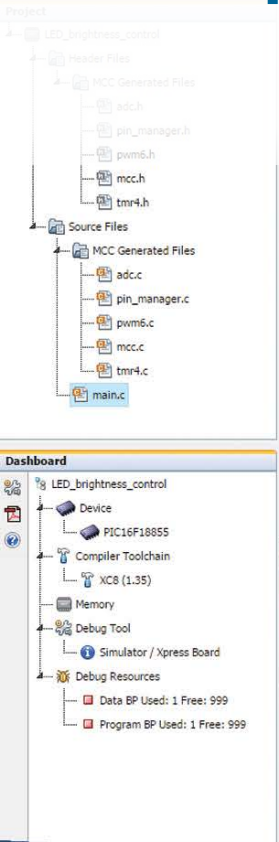 Project
LED_brightness_control
Header Files
MCC Generated Files
adc.h
pin_manager.h
pwm6.h
mcc.h
tmr4.h
Source Files
MCC Generated Files
adc.c
pin_manager.c
pwm6.c
mcc.c
tmr4.c
main.c
Dashboard
LED_brightness_control
Device
PIC16F18855
Compiler Toolchain
XC8 (1.35)
Memory
Debug Tool
Simulator / Xpress Board
Debug Resources
Data BP Used: 1 Free: 999
Program BP Used: 1 Free: 999